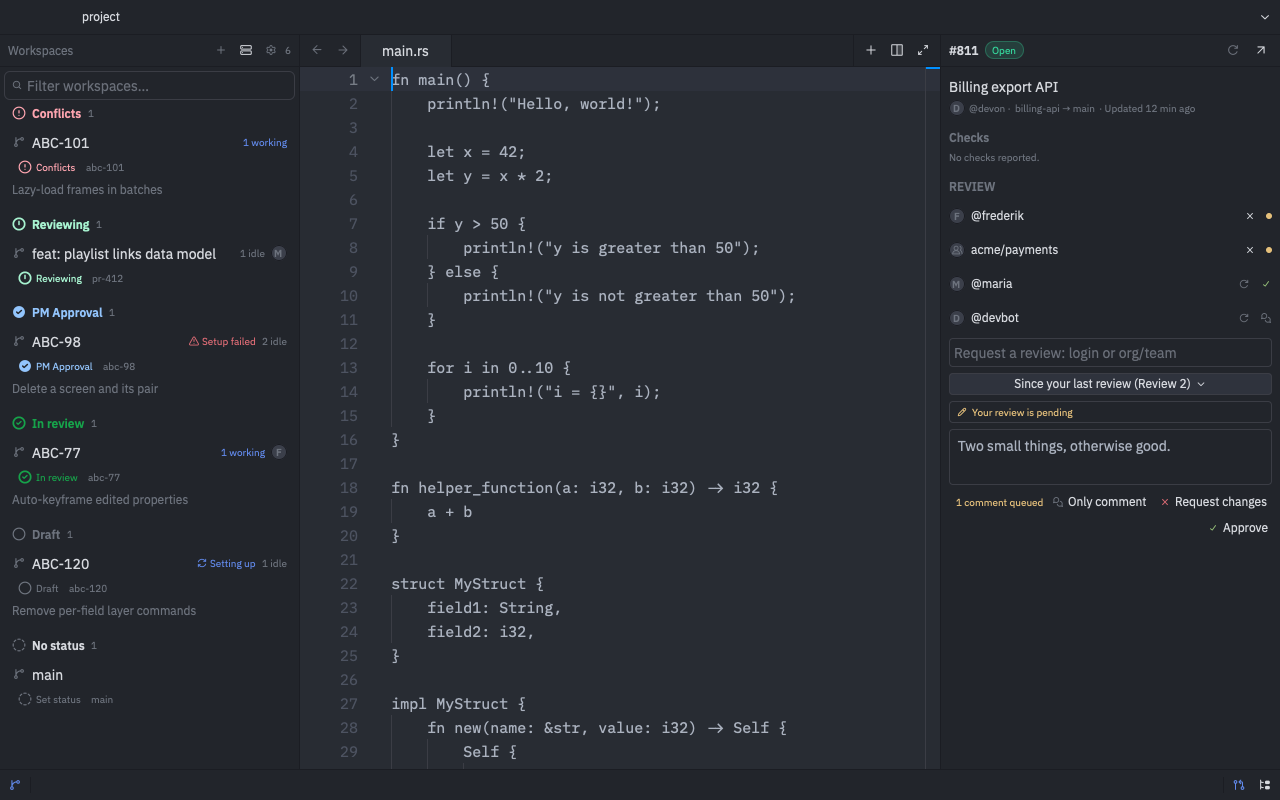 project
Workspaces
6
Filter workspaces...
Conflicts 1
ABC-101 1 working
Conflicts abc-101
Lazy-load frames in batches
Reviewing 1
feat: playlist links data model 1 idle M
Reviewing pr-412
PM Approval 1
ABC-98 Setup failed 2 idle
PM Approval abc-98
Delete a screen and its pair
In review 1
ABC-77 1 working F
In review abc-77
Auto-keyframe edited properties
Draft 1
ABC-120 Setting up 1 idle
Draft abc-120
Remove per-field layer commands
No status 1
main
Set status main
main.rs
1 fn main() {
2 println!("Hello, world!");
3
4 let x = 42;
5 let y = x * 2;
6
7 if y > 50 {
8 println!("y is greater than 50");
9 } else {
10 println!("y is not greater than 50");
11 }
12
13 for i in 0..10 {
14 println!("i = {}", i);
15 }
16 }
17
18 fn helper_function(a: i32, b: i32) -> i32 {
19 a + b
20 }
21
22 struct MyStruct {
23 field1: String,
24 field2: i32,
25 }
26
27 impl MyStruct {
28 fn new(name: &str, value: i32) -> Self {
29 Self {
#811 Open
Billing export API
D @devon · billing-api → main · Updated 12 min ago
Checks
No checks reported.
REVIEW
F @frederik
acme/payments
M @maria
D @devbot
Request a review: login or org/team
Since your last review (Review 2)
Your review is pending
Two small things, otherwise good.
1 comment queued Only comment Request changes
Approve